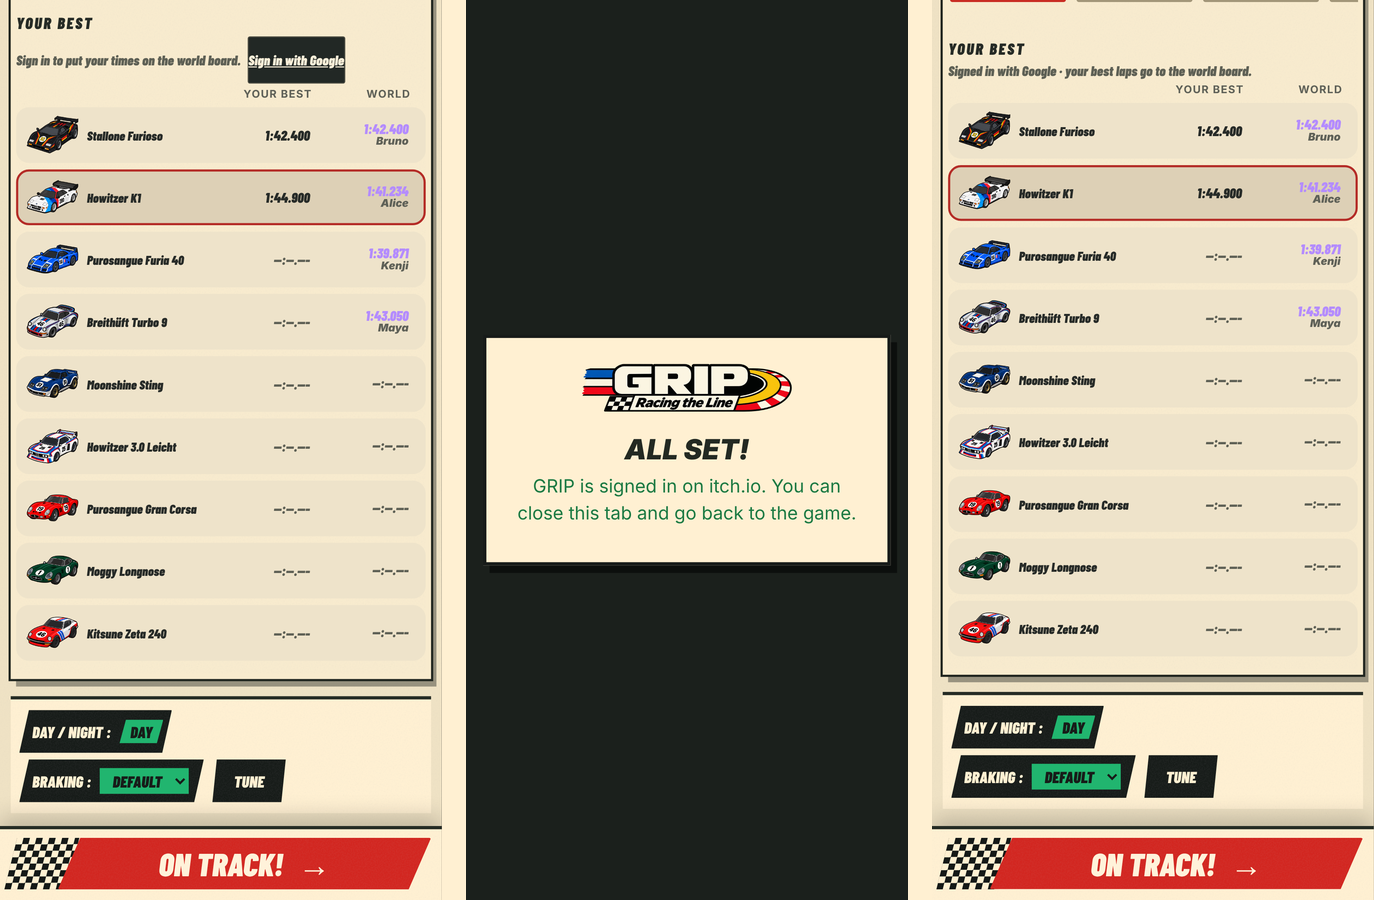 YOUR BEST
Sign in to put your times on the world board. Sign in with Google
YOUR BEST WORLD
Stallone Furioso 1:42.400 1:42.400
Bruno
Howitzer K1 1:44.900 1:41.234
Alice
Purosangue Furia 40 –:–.––– 1:39.871
Kenji
Breithüft Turbo 9 –:–.––– 1:43.050
Maya
Moonshine Sting –:–.––– –:–.–––
Howitzer 3.0 Leicht –:–.––– –:–.–––
Purosangue Gran Corsa –:–.––– –:–.–––
Moggy Longnose –:–.––– –:–.–––
Kitsune Zeta 240 –:–.––– –:–.–––
DAY / NIGHT : DAY
BRAKING : DEFAULT TUNE
ON TRACK! →
GRIP
Racing the Line
ALL SET!
GRIP is signed in on itch.io. You can
close this tab and go back to the game.
YOUR BEST
Signed in with Google · your best laps go to the world board.
YOUR BEST WORLD
Stallone Furioso 1:42.400 1:42.400
Bruno
Howitzer K1 1:44.900 1:41.234
Alice
Purosangue Furia 40 –:–.––– 1:39.871
Kenji
Breithüft Turbo 9 –:–.––– 1:43.050
Maya
Moonshine Sting –:–.––– –:–.–––
Howitzer 3.0 Leicht –:–.––– –:–.–––
Purosangue Gran Corsa –:–.––– –:–.–––
Moggy Longnose –:–.––– –:–.–––
Kitsune Zeta 240 –:–.––– –:–.–––
DAY / NIGHT : DAY
BRAKING : DEFAULT TUNE
ON TRACK! →